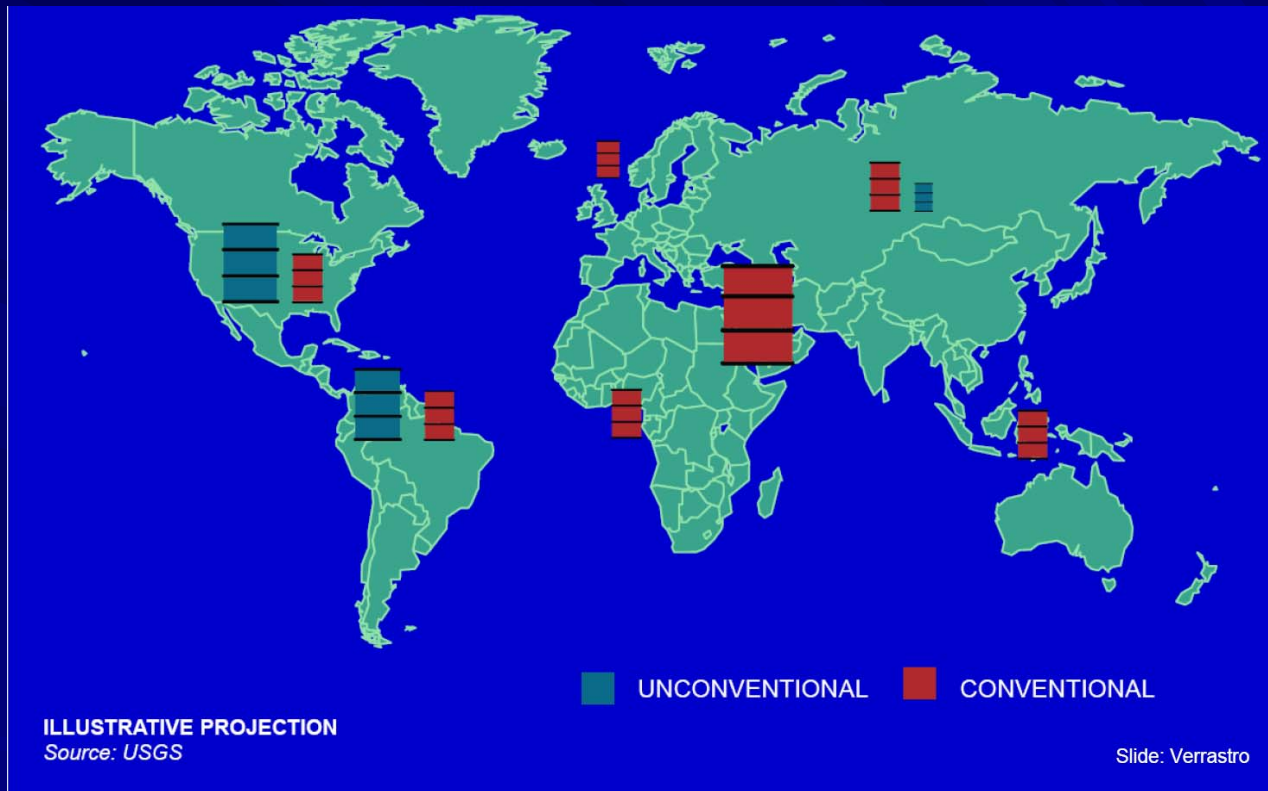 UNCONVENTIONAL
CONVENTIONAL
ILLUSTRATIVE PROJECTION
Source: USGS
Slide: Verrastro